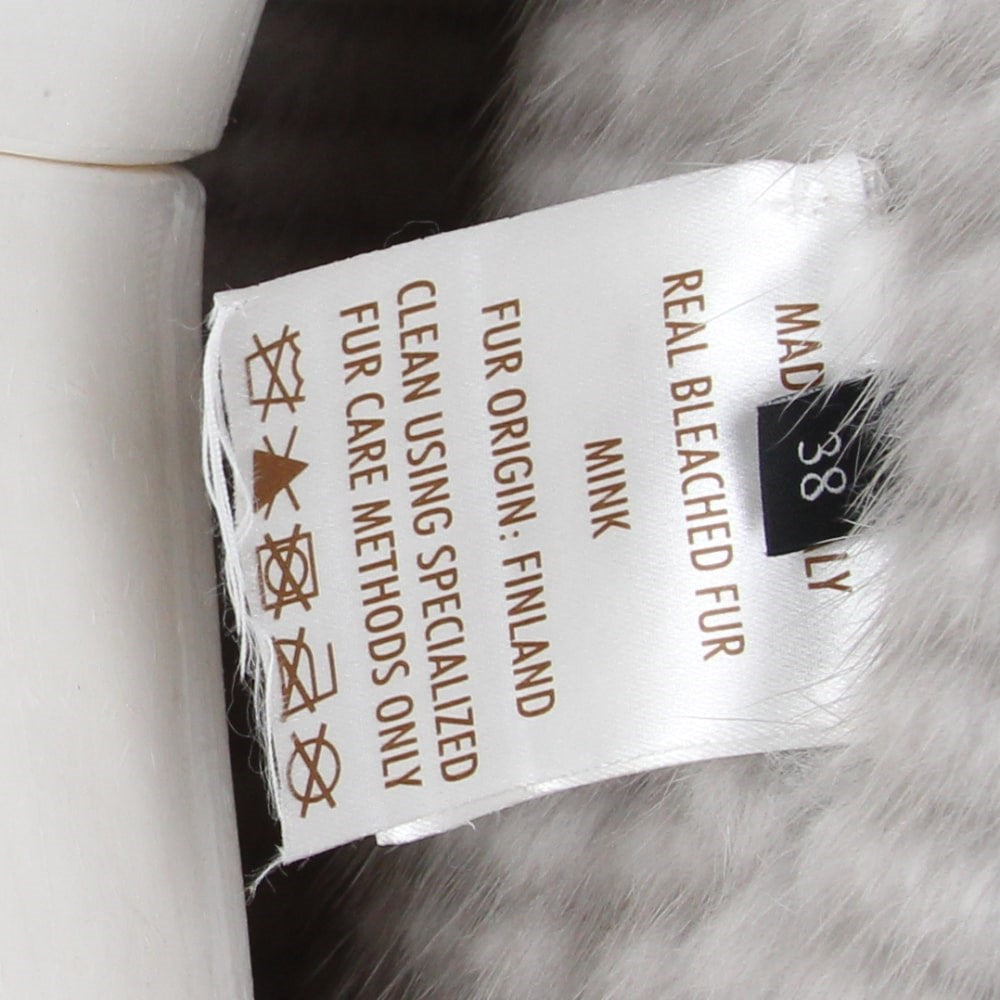 38
REAL BLEACHED FUR
MINK
FUR ORIGIN: FINLAND
CLEAN USING SPECIALIZED
FUR CARE METHODS ONLY